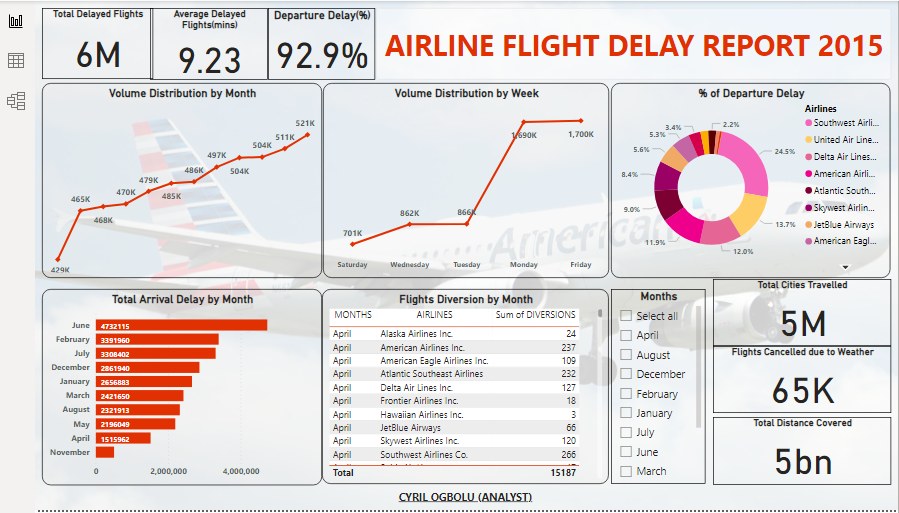 Total Delayed Flights
6M
Average Delayed
Flights(mins)
9.23
Departure Delay(%)
92.9%
AIRLINE FLIGHT DELAY REPORT 2015
Volume Distribution by Month
429K
465K
468K
470K
479K
485K
486K
497K
504K
504K
511K
521K
Volume Distribution by Week
701K
862K
866K
1,690K
1,700K
Saturday Wednesday Tuesday Monday Friday
% of Departure Delay
2.2%
3.4%
5.3%
5.6%
8.4%
9.0%
11.9%
12.0%
13.7%
24.5%
Airlines
Southwest Airli...
United Air Line...
Delta Air Lines...
American Airli...
Atlantic South...
Skywest Airlin...
JetBlue Airways
American Eagl...
American
Total Arrival Delay by Month
June 4732115
February 3391960
July 3308402
December 2861940
January 2656883
March 2421650
August 2321913
May 2196049
April 1515962
November
0 2,000,000 4,000,000
Flights Diversion by Month
MONTHS AIRLINES Sum of DIVERSIONS
April Alaska Airlines Inc. 24
April American Airlines Inc. 237
April American Eagle Airlines Inc. 109
April Atlantic Southeast Airlines 232
April Delta Air Lines Inc. 127
April Frontier Airlines Inc. 18
April Hawaiian Airlines Inc. 3
April JetBlue Airways 66
April Skywest Airlines Inc. 120
April Southwest Airlines Co. 266
Total 15187
Months
Select all
April
August
December
February
January
July
June
March
Total Cities Travelled
5M
Flights Cancelled due to Weather
65K
Total Distance Covered
5bn
CYRIL OGBOLU (ANALYST)